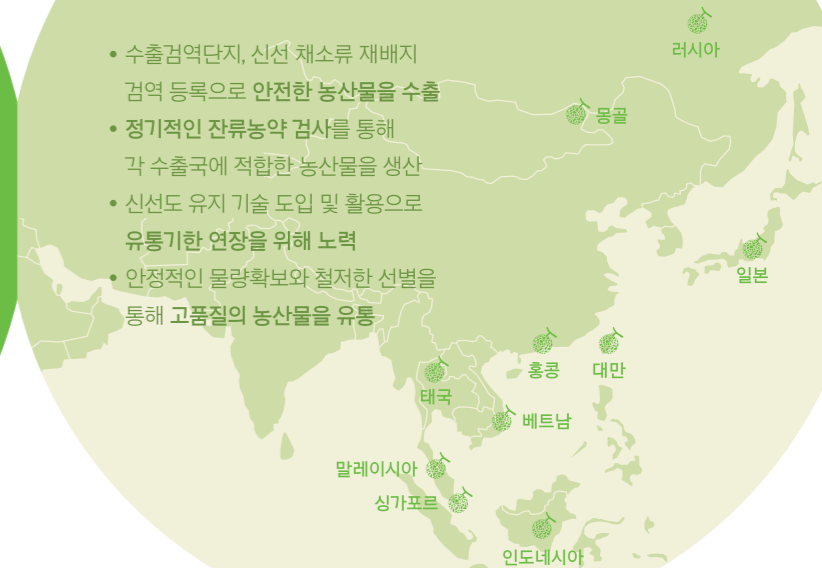 • 수출검역단지, 신선 채소류 재배지
검역 등록으로 안전한 농산물을 수출
• 정기적인 잔류농약 검사를 통해
각 수출국에 적합한 농산물을 생산
• 신선도 유지 기술 도입 및 활용으로
유통기한 연장을 위해 노력
• 안정적인 물량확보와 철저한 선별을
통해 고품질의 농산물을 유통
러시아
몽골
일본
홍콩
대만
태국
베트남
말레이시아
싱가포르
인도네시아